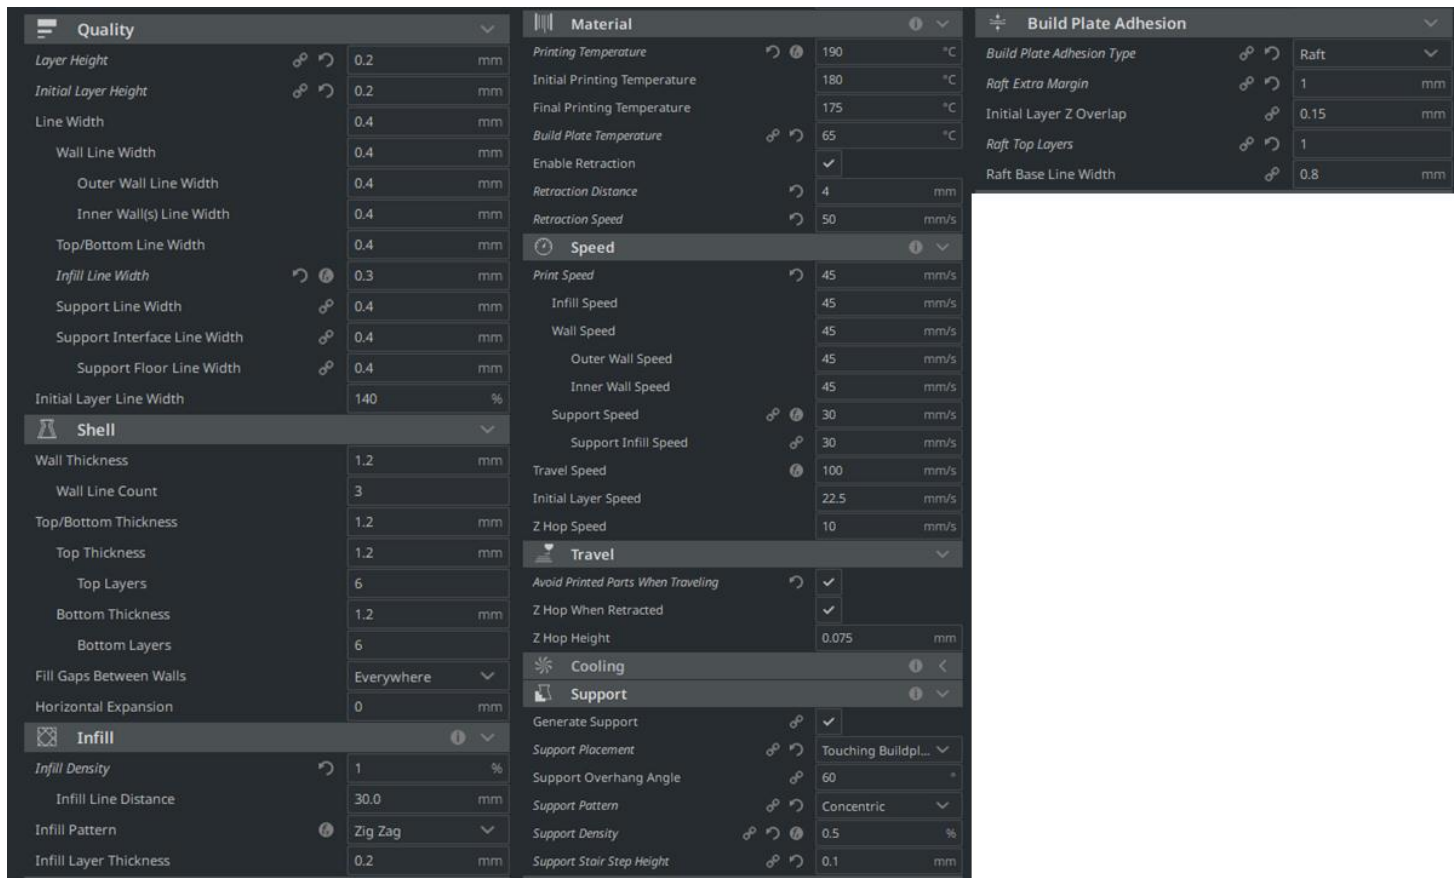 Quality
Layer Height 0.2 mm
Initial Layer Height 0.2 mm
Line Width 0.4 mm
Wall Line Width 0.4 mm
Outer Wall Line Width 0.4 mm
Inner Wall(s) Line Width 0.4 mm
Top/Bottom Line Width 0.4 mm
Infill Line Width 0.3 mm
Support Line Width 0.4 mm
Support Interface Line Width 0.4 mm
Support Floor Line Width 0.4 mm
Initial Layer Line Width 140 %
Shell
Wall Thickness 1.2 mm
Wall Line Count 3
Top/Bottom Thickness 1.2 mm
Top Thickness 1.2 mm
Top Layers 6
Bottom Thickness 1.2 mm
Bottom Layers 6
Fill Gaps Between Walls Everywhere
Horizontal Expansion 0 mm
Infill
Infill Density 1 %
Infill Line Distance 30.0 mm
Infill Pattern Zig Zag
Infill Layer Thickness 0.2 mm
Material
Printing Temperature 190 °C
Initial Printing Temperature 180 °C
Final Printing Temperature 175 °C
Build Plate Temperature 65 °C
Enable Retraction
Retraction Distance 4 mm
Retraction Speed 50 mm/s
Speed
Print Speed 45 mm/s
Infill Speed 45 mm/s
Wall Speed 45 mm/s
Outer Wall Speed 45 mm/s
Inner Wall Speed 45 mm/s
Support Speed 30 mm/s
Support Infill Speed 30 mm/s
Travel Speed 100 mm/s
Initial Layer Speed 22.5 mm/s
Z Hop Speed 10 mm/s
Travel
Avoid Printed Parts When Traveling
Z Hop When Retracted
Z Hop Height 0.075 mm
Cooling
Support
Generate Support
Support Placement Touching Buildpl...
Support Overhang Angle 60 °
Support Pattern Concentric
Support Density 0.5 %
Support Stair Step Height 0.1 mm
Build Plate Adhesion
Build Plate Adhesion Type Raft
Raft Extra Margin 1 mm
Initial Layer Z Overlap 0.15 mm
Raft Top Layers 1
Raft Base Line Width 0.8 mm